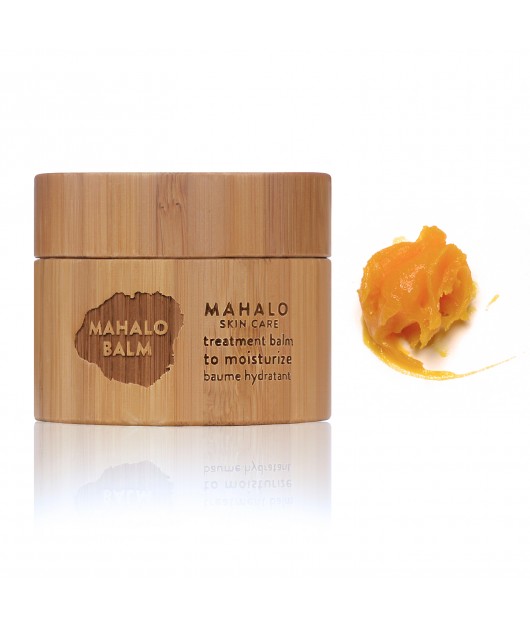 MAHALO
BALM
MAHALO
SKIN CARE
treatment balm
to moisturize
baume hydratant